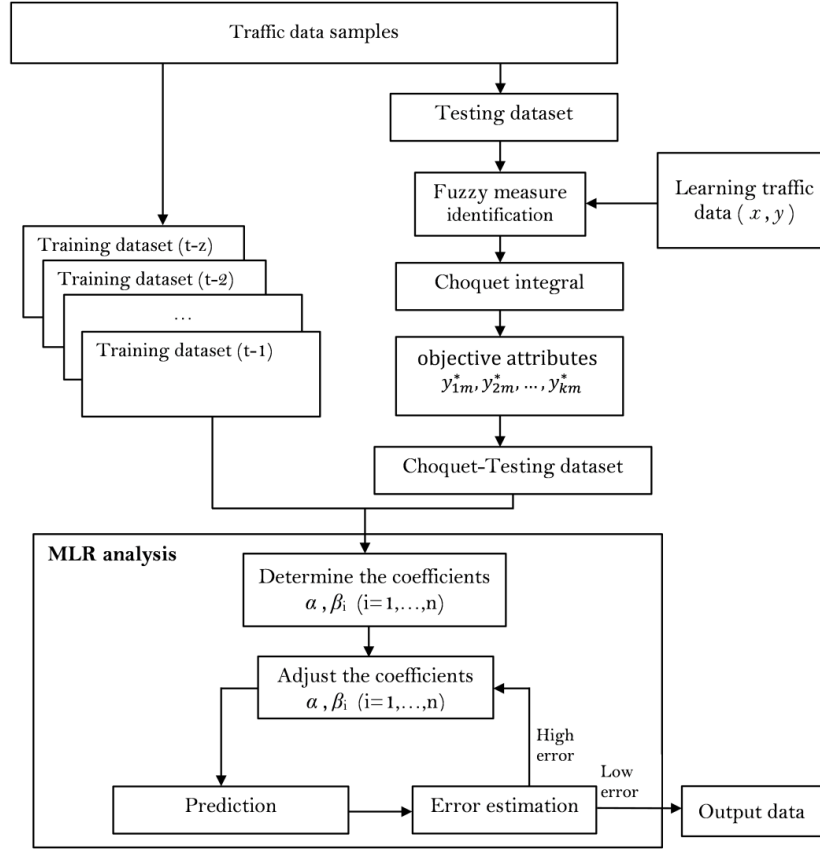 Traffic data samples
Testing dataset
Fuzzy measure
identification
Learning traffic
data ( x , y )
Training dataset (t-z)
Training dataset (t-2)
…
Training dataset (t-1)
Choquet integral
objective attributes
y*1m, y*2m, …, y*km
Choquet-Testing dataset
MLR analysis
Determine the coefficients
α , βi (i=1,…,n)
Adjust the coefficients
α , βi (i=1,…,n)
High
error
Low
error
Prediction
Error estimation
Output data